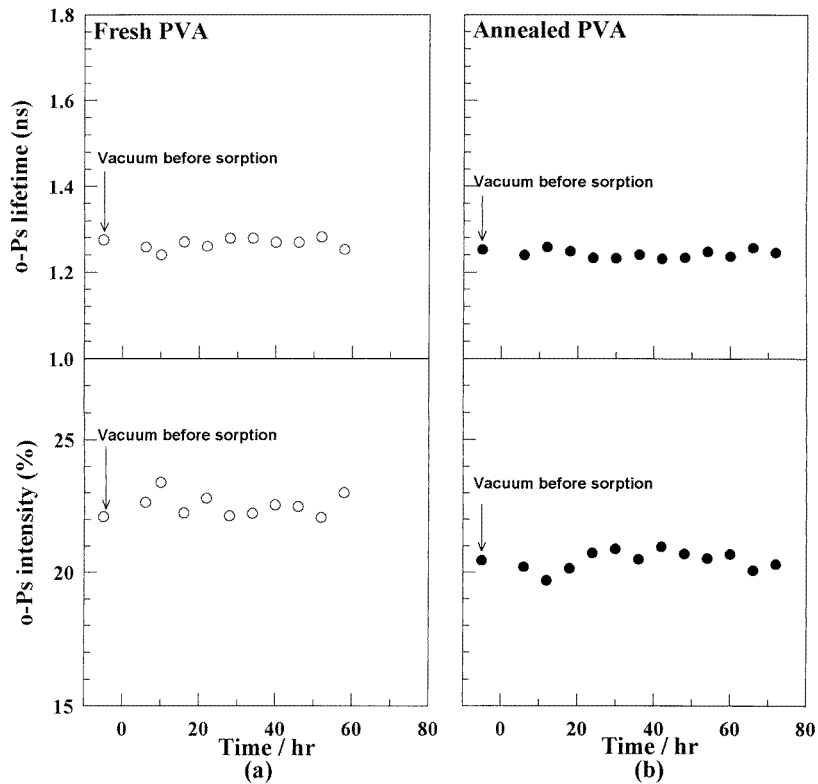 Fresh PVA
Annealed PVA
o-Ps lifetime (ns)
1.8
1.6
1.4
1.2
1.0
Vacuum before sorption
Vacuum before sorption
o-Ps intensity (%)
25
20
15
Vacuum before sorption
Vacuum before sorption
0 20 40 60 80
0 20 40 60 80
Time / hr
Time / hr
(a)
(b)